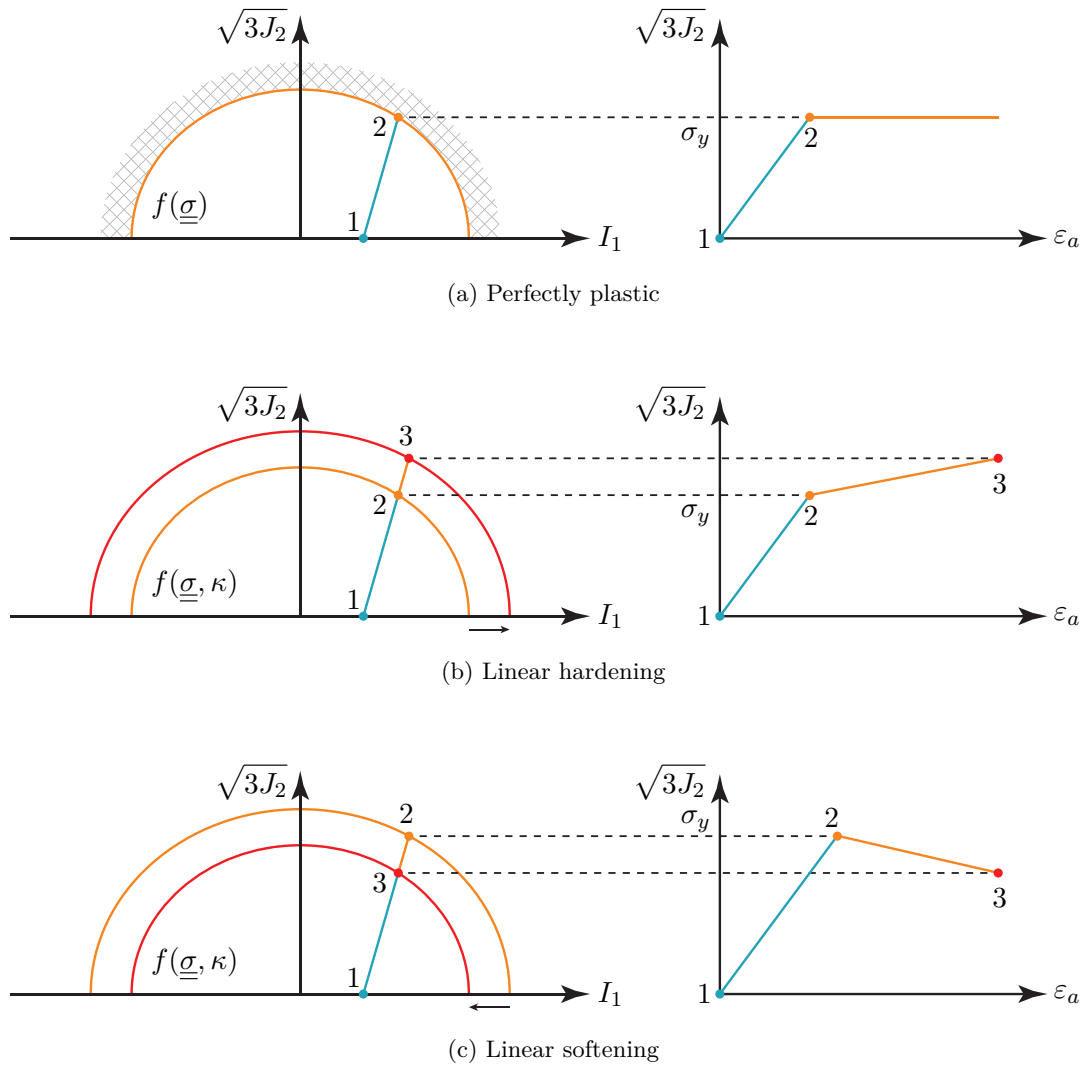 √3J₂ √3J₂
2 σ_y 2
f(σ̳)
1 I₁ 1 ε_a
(a) Perfectly plastic
√3J₂ √3J₂
3
2 σ_y 2 3
f(σ̳, κ)
1 I₁ 1 ε_a
(b) Linear hardening
√3J₂ √3J₂
2 σ_y 2
3 3
f(σ̳, κ)
1 I₁ 1 ε_a
(c) Linear softening